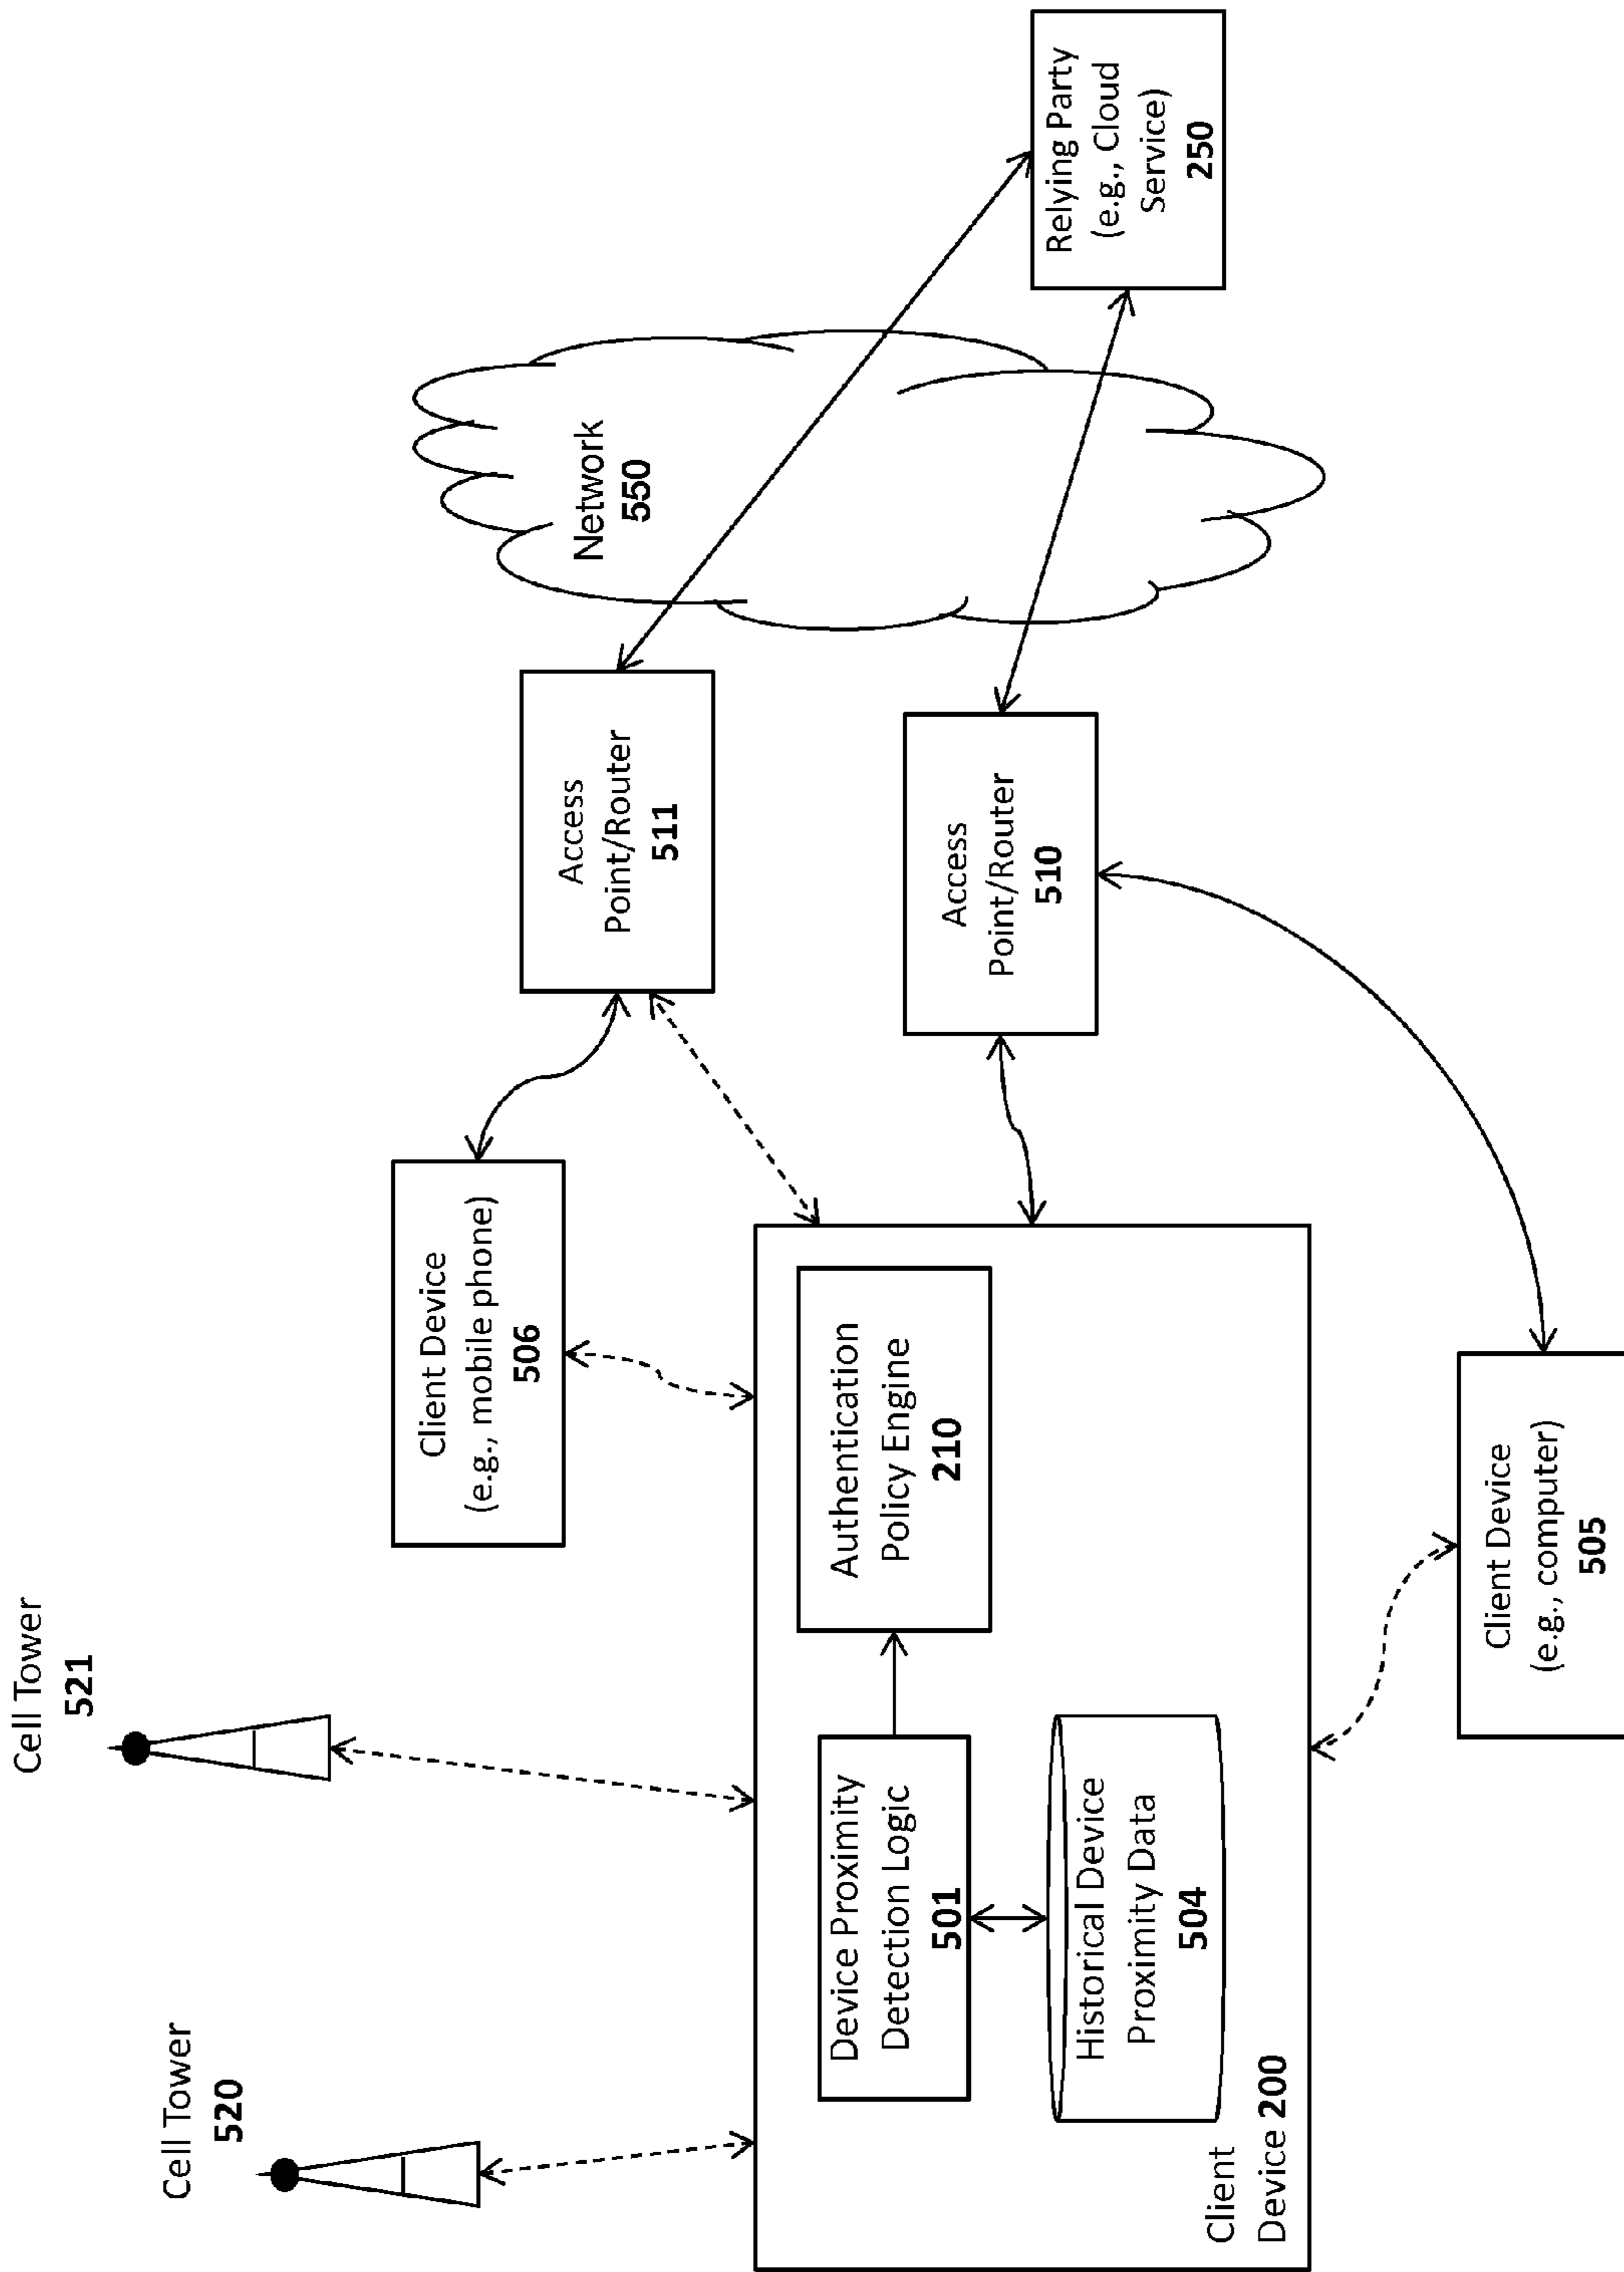 Cell Tower
520
Cell Tower
521
Client Device
(e.g., mobile phone)
506
Access
Point/Router
511
Network
550
Relying Party
(e.g., Cloud
Service)
250
Access
Point/Router
510
Device Proximity
Detection Logic
501
Authentication
Policy Engine
210
Historical Device
Proximity Data
504
Client
Device 200
Client Device
(e.g., computer)
505